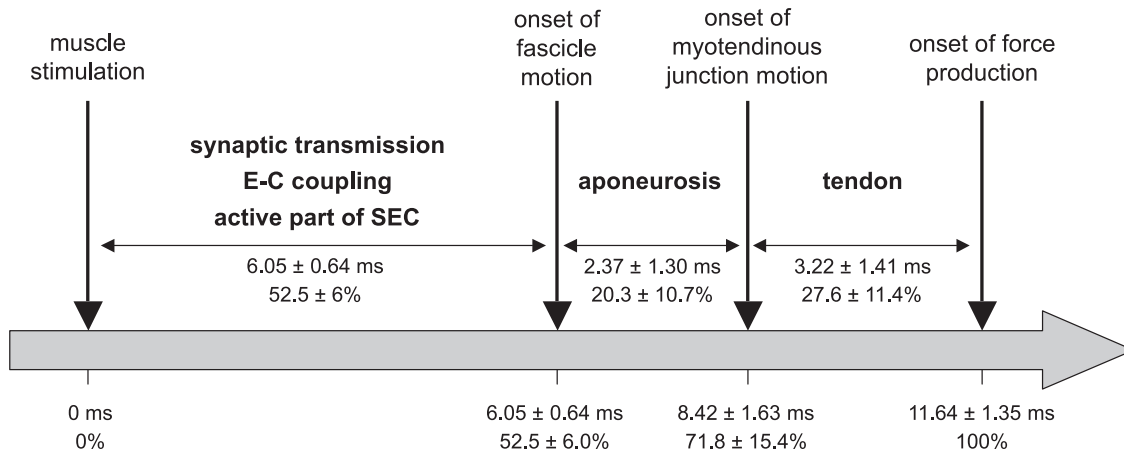 muscle
stimulation
onset of
fascicle
motion
onset of
myotendinous
junction motion
onset of force
production
synaptic transmission
E-C coupling
active part of SEC
aponeurosis
tendon
6.05 ± 0.64 ms
52.5 ± 6%
2.37 ± 1.30 ms
20.3 ± 10.7%
3.22 ± 1.41 ms
27.6 ± 11.4%
0 ms
0%
6.05 ± 0.64 ms
52.5 ± 6.0%
8.42 ± 1.63 ms
71.8 ± 15.4%
11.64 ± 1.35 ms
100%